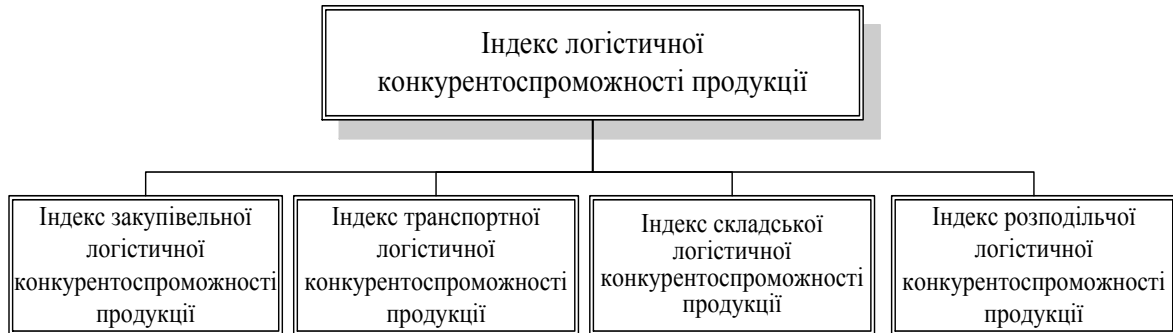 Індекс логістичної
конкурентоспроможності продукції
Індекс закупівельної
логістичної
конкурентоспроможності
продукції
Індекс транспортної
логістичної
конкурентоспроможності
продукції
Індекс складської
логістичної
конкурентоспроможності
продукції
Індекс розподільчої
логістичної
конкурентоспроможності
продукції